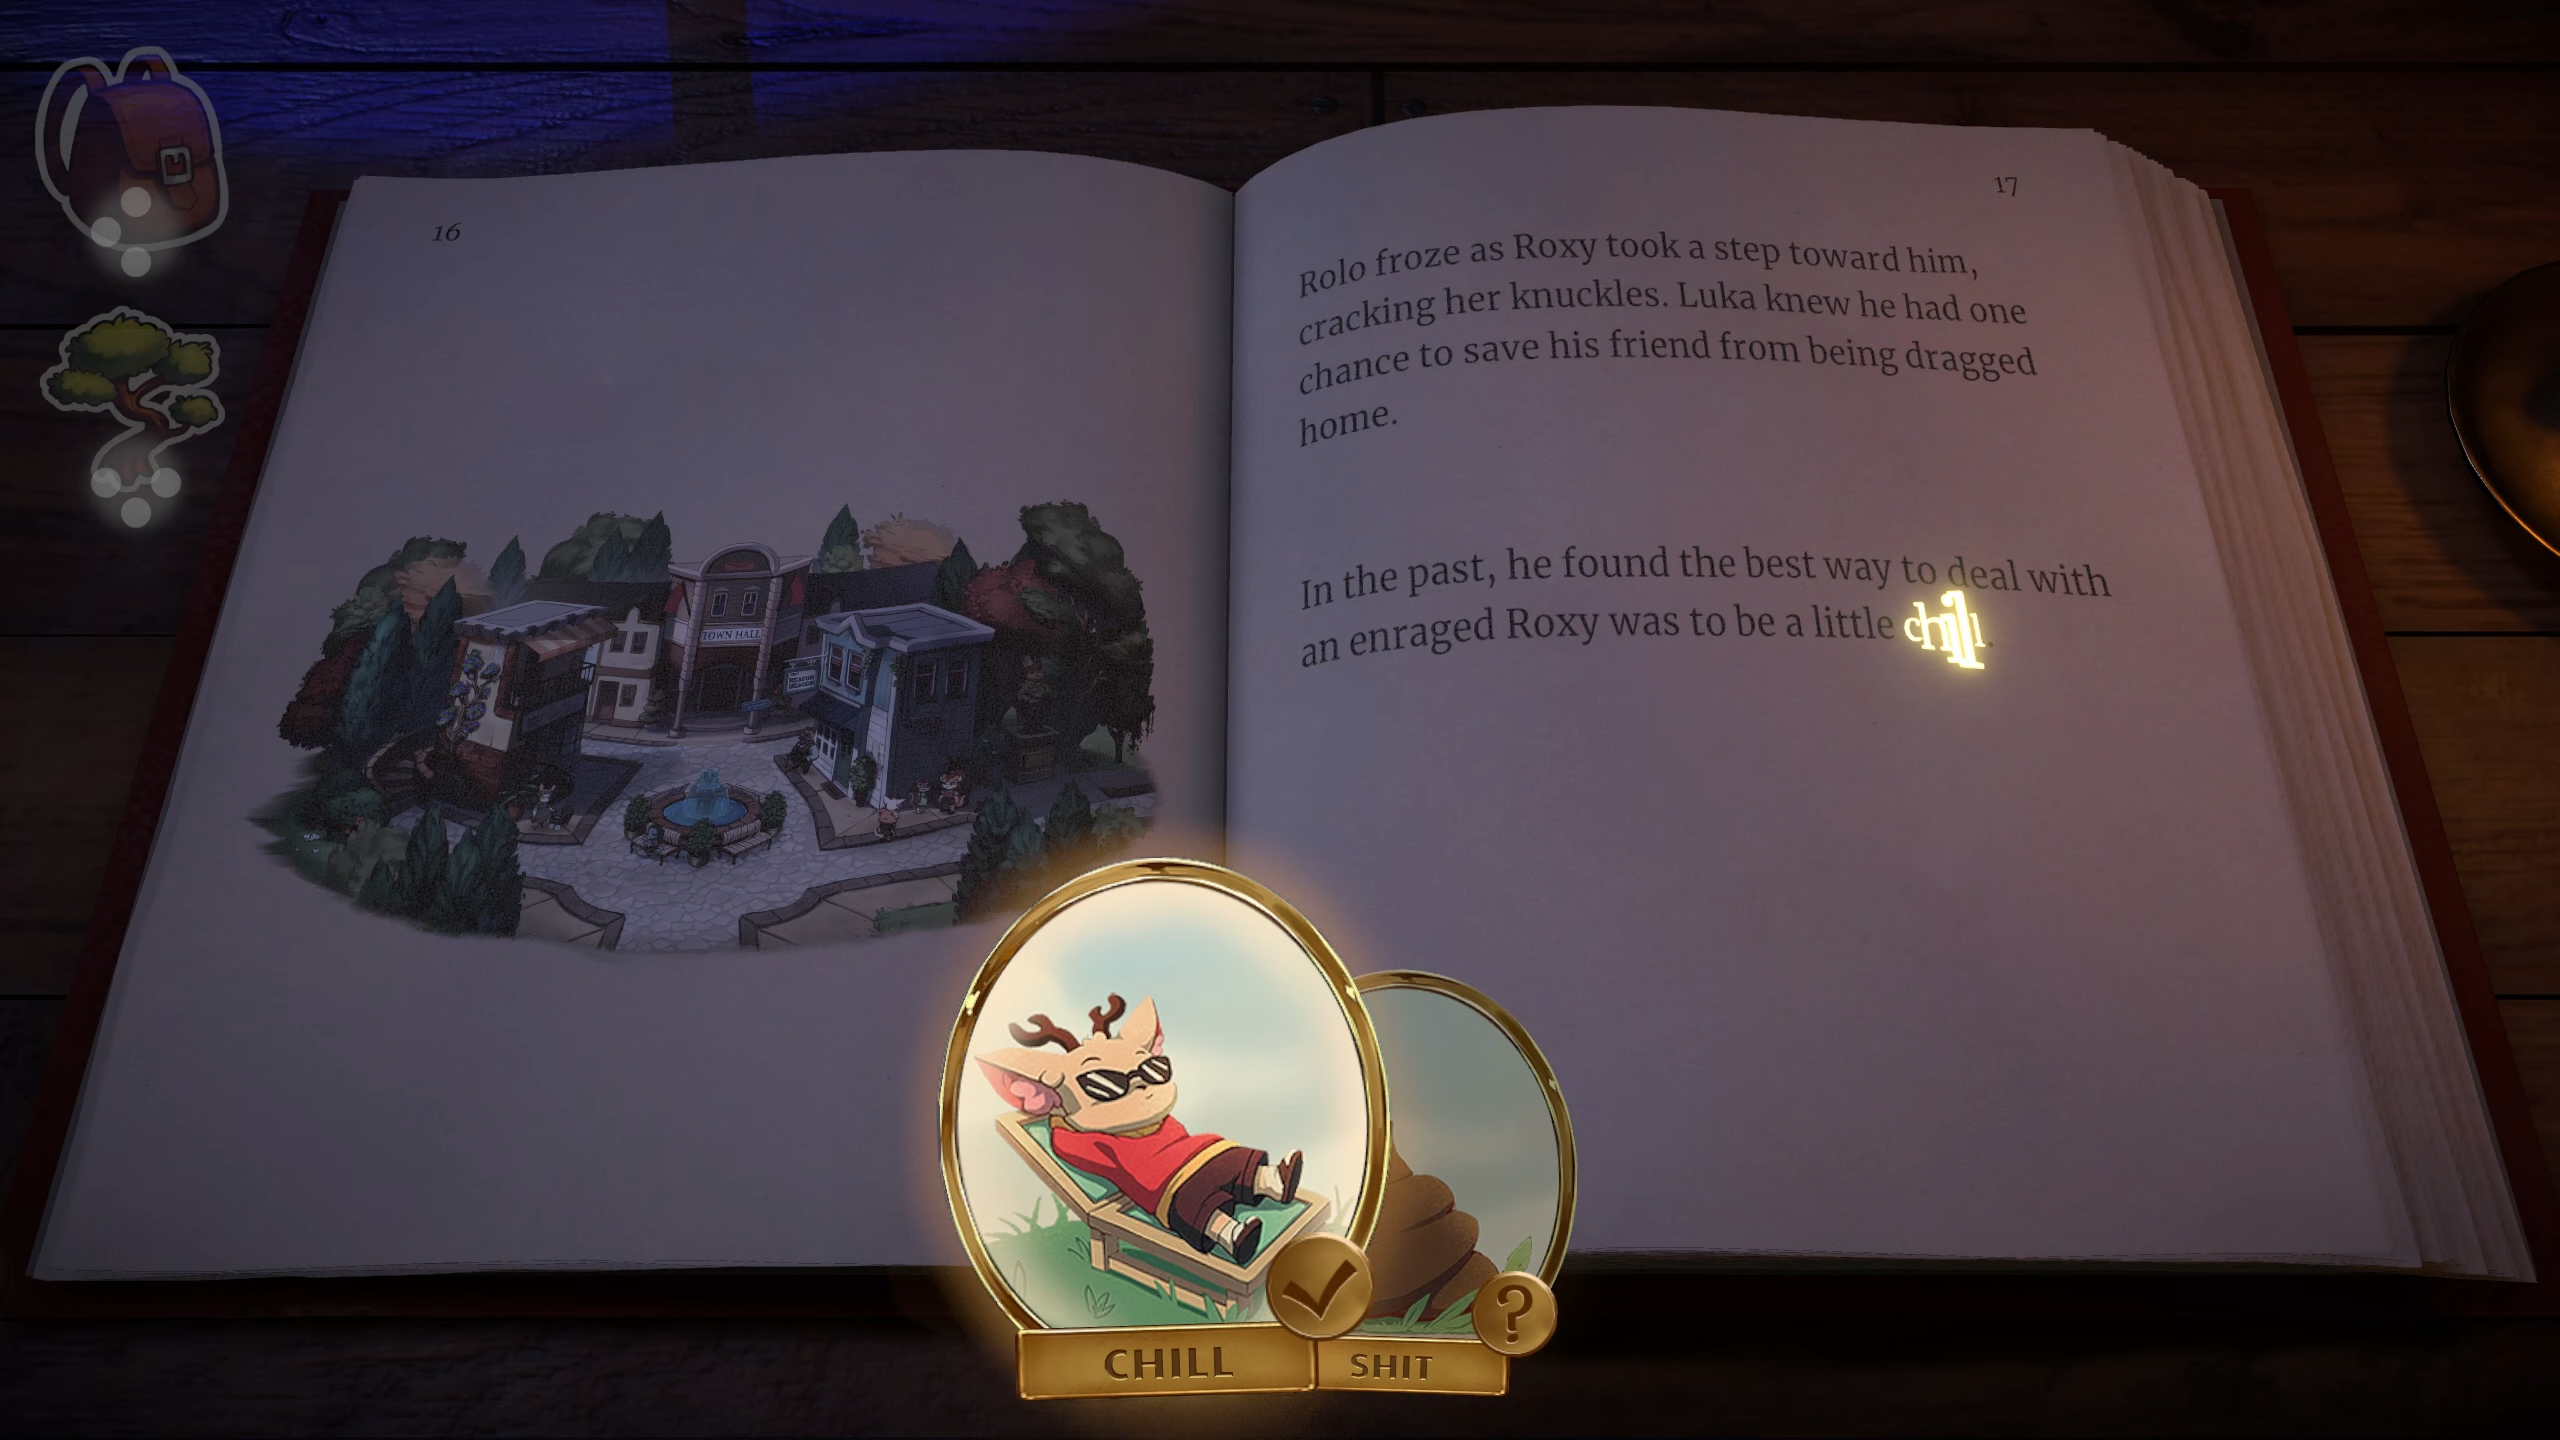 16
TOWN HALL
17
Rolo froze as Roxy took a step toward him,
cracking her knuckles. Luka knew he had one
chance to save his friend from being dragged
home.
In the past, he found the best way to deal with
an enraged Roxy was to be a little chill.
CHILL
SHIT
?